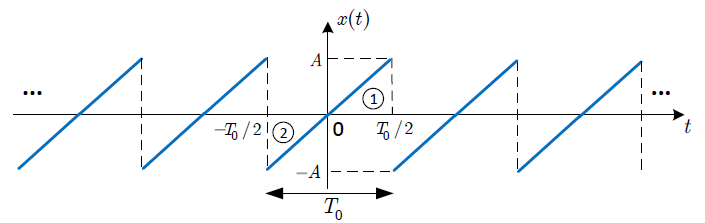 x(t)
A
...
...
①
−T₀/2
②
0
T₀/2
t
−A
T₀